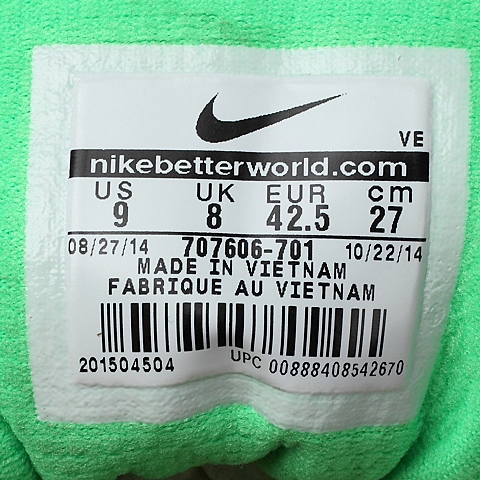 VE
nikebetterworld.com
US UK EUR cm
9 8 42.5 27
08/27/14 707606-701 10/22/14
MADE IN VIETNAM
FABRIQUE AU VIETNAM
201504504 UPC 00888408542670